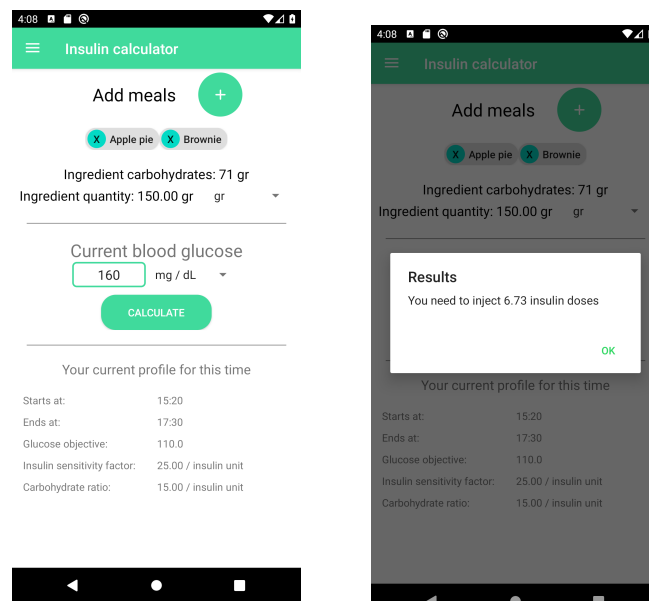 4:08
Insulin calculator
Add meals +
X Apple pie X Brownie
Ingredient carbohydrates: 71 gr
Ingredient quantity: 150.00 gr gr
Current blood glucose
160 mg / dL
CALCULATE
Your current profile for this time
Starts at: 15:20
Ends at: 17:30
Glucose objective: 110.0
Insulin sensitivity factor: 25.00 / insulin unit
Carbohydrate ratio: 15.00 / insulin unit
4:08
Insulin calculator
Add meals +
X Apple pie X Brownie
Ingredient carbohydrates: 71 gr
Ingredient quantity: 150.00 gr gr
Results
You need to inject 6.73 insulin doses
OK
Your current profile for this time
Starts at: 15:20
Ends at: 17:30
Glucose objective: 110.0
Insulin sensitivity factor: 25.00 / insulin unit
Carbohydrate ratio: 15.00 / insulin unit